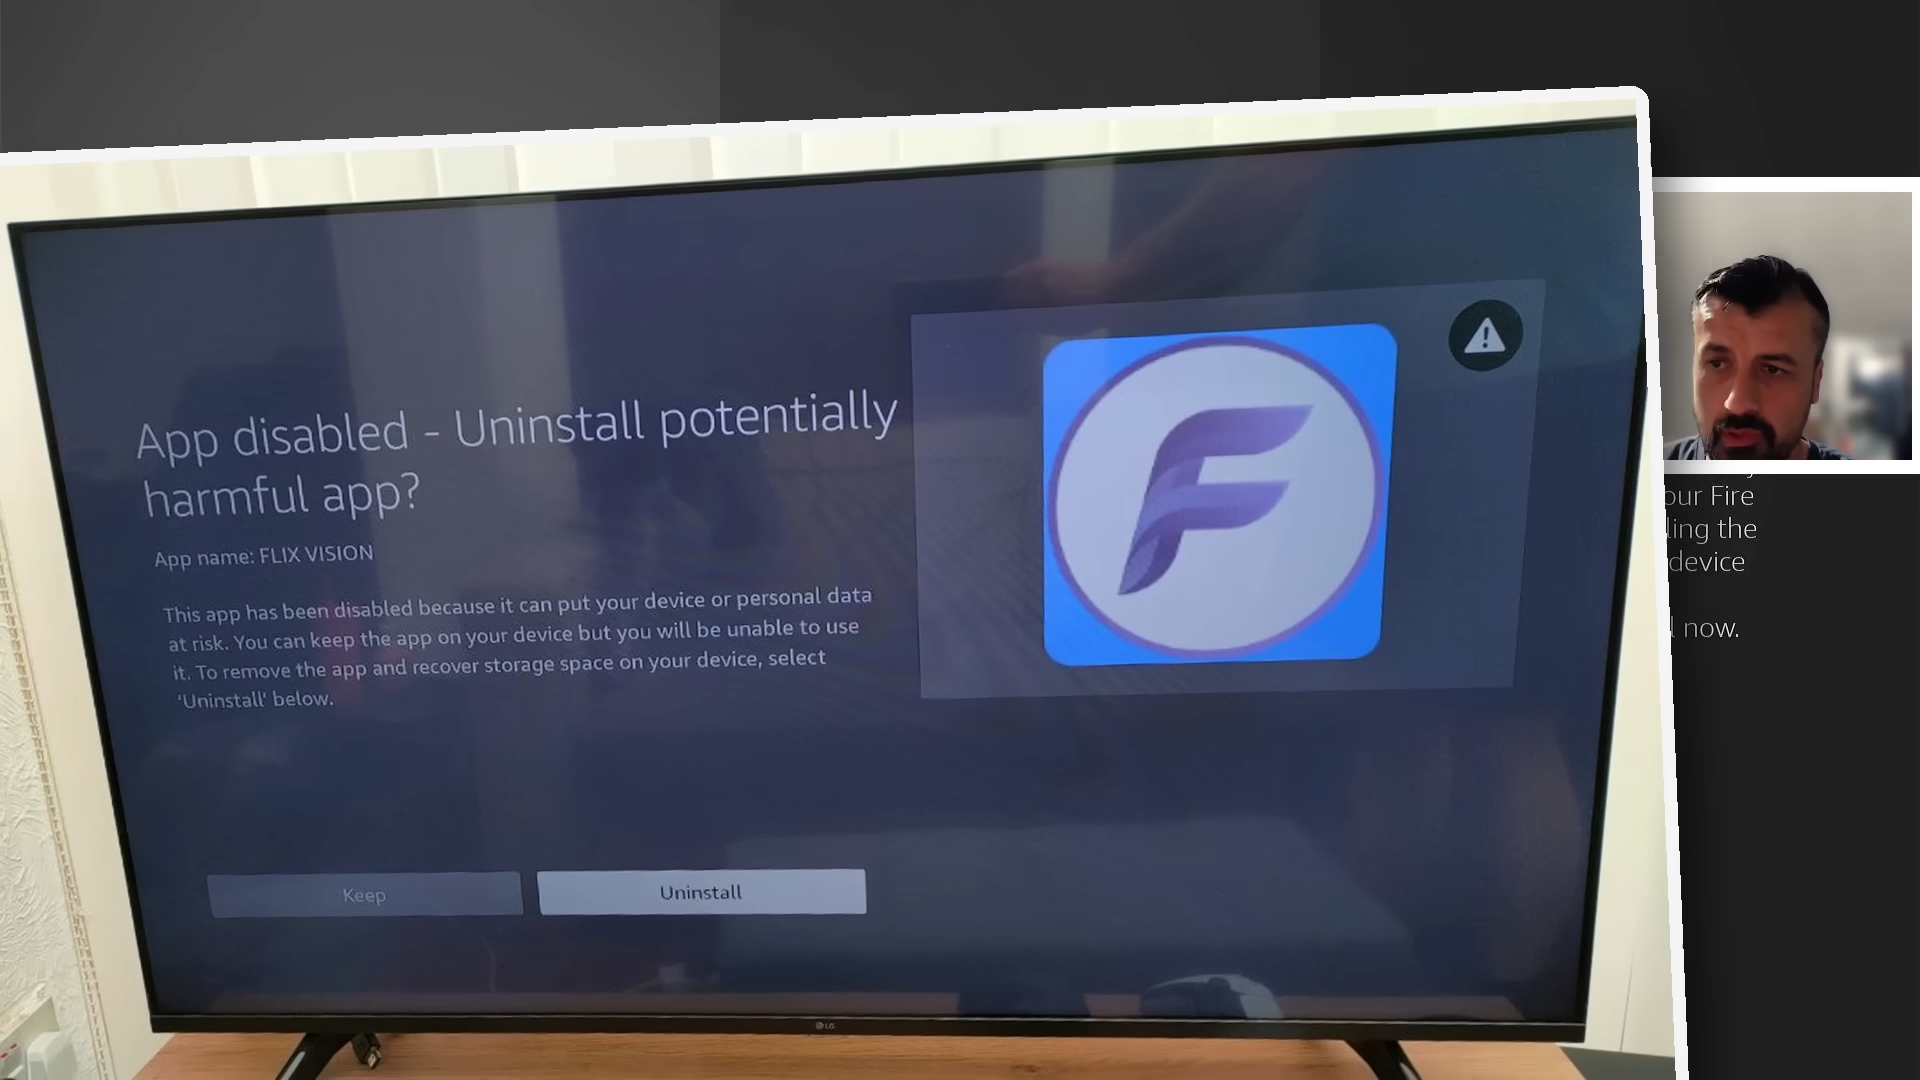 App disabled - Uninstall potentially
harmful app?
App name: FLIX VISION
This app has been disabled because it can put your device or personal data
at risk. You can keep the app on your device but you will be unable to use
it. To remove the app and recover storage space on your device, select
'Uninstall' below.
Keep
Uninstall
LG
Fire
the
device
now.